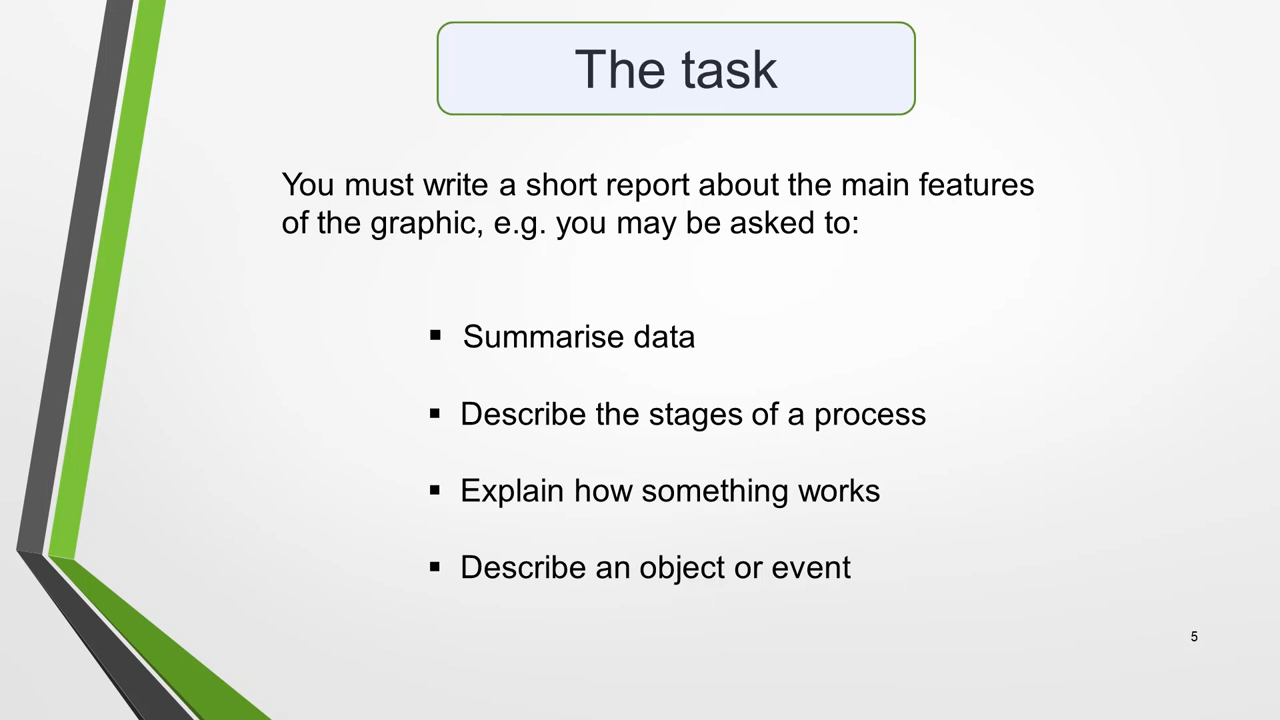 The task
You must write a short report about the main features
of the graphic, e.g. you may be asked to:
▪ Summarise data
▪ Describe the stages of a process
▪ Explain how something works
▪ Describe an object or event
5